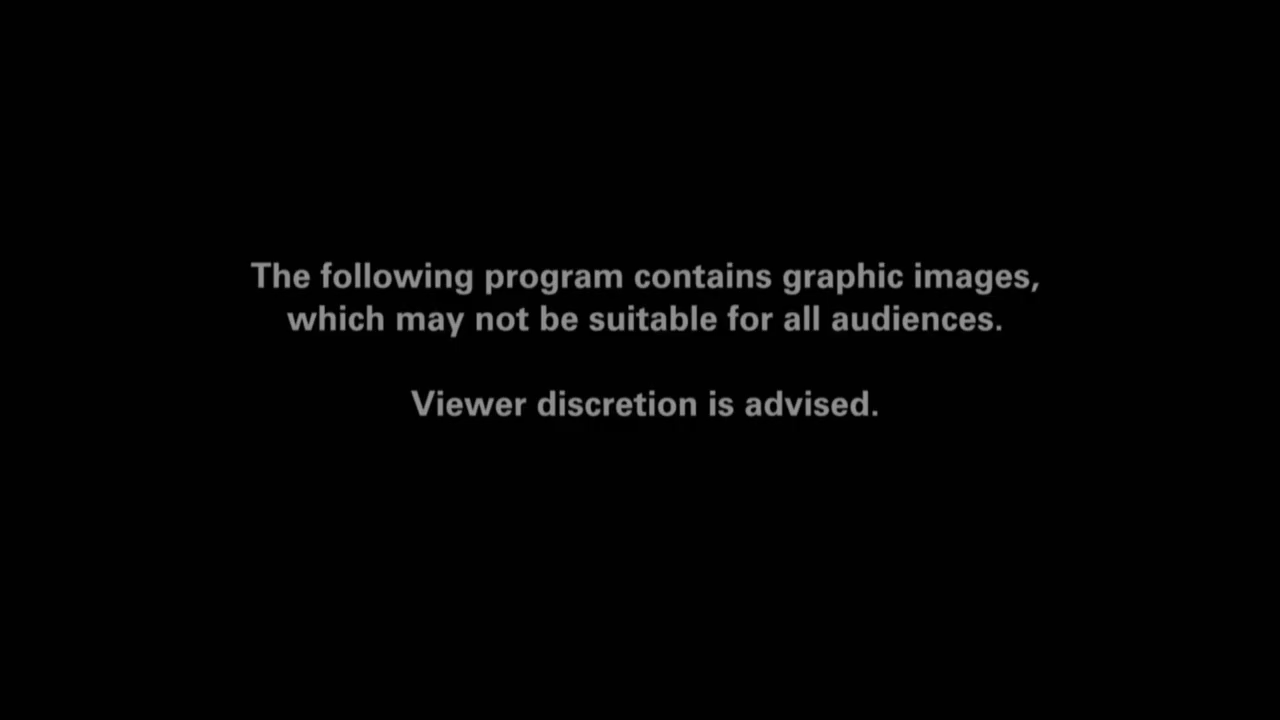 The following program contains graphic images,
which may not be suitable for all audiences.
Viewer discretion is advised.